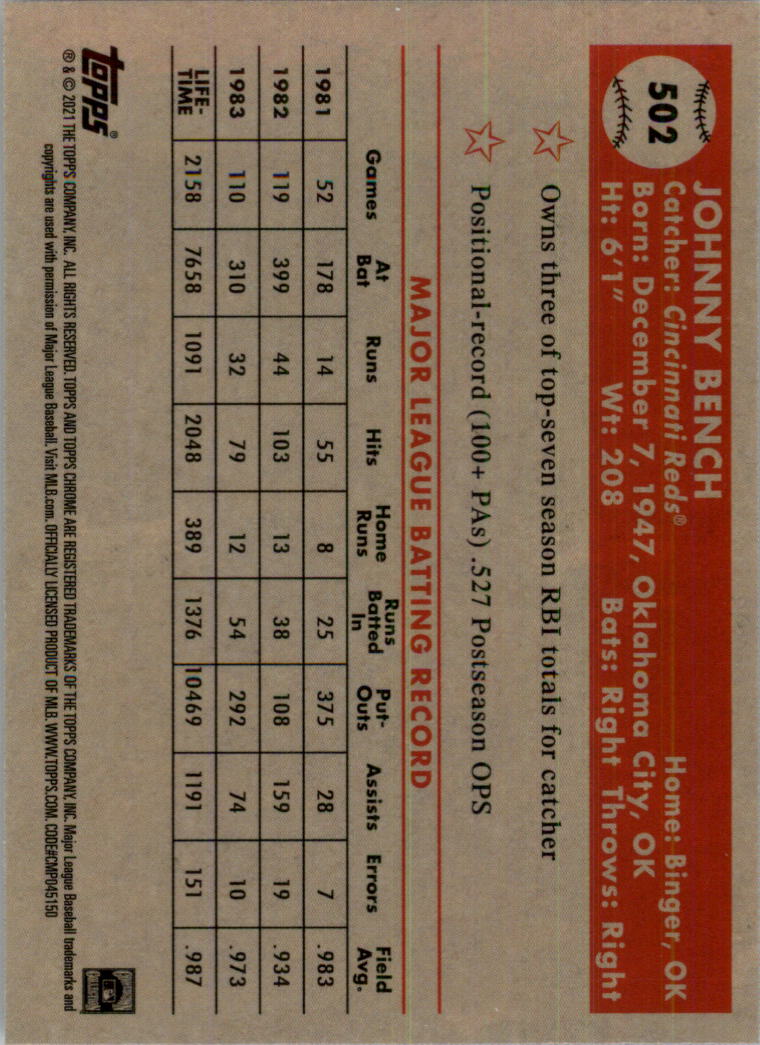 502
JOHNNY BENCH
Catcher: Cincinnati Reds® Home: Binger, OK
Born: December 7, 1947, Oklahoma City, OK
Ht: 6'1" Wt: 208 Bats: Right Throws: Right
Owns three of top-seven season RBI totals for catcher
Positional-record (100+ PAs) .527 Postseason OPS
MAJOR LEAGUE BATTING RECORD
Games At Bat Runs Hits Home Runs Runs Batted In Put-Outs Assists Errors Field Avg.
1981 52 178 14 55 8 25 375 28 7 .983
1982 119 399 44 103 13 38 108 159 19 .934
1983 110 310 32 79 12 54 292 74 10 .973
LIFE-TIME 2158 7658 1091 2048 389 1376 10469 1191 151 .987
topps®
® & © 2021 THE TOPPS COMPANY, INC. ALL RIGHTS RESERVED. TOPPS AND TOPPS CHROME ARE REGISTERED TRADEMARKS OF THE TOPPS COMPANY, INC. Major League Baseball trademarks and
copyrights are used with permission of Major League Baseball. Visit MLB.com. OFFICIALLY LICENSED PRODUCT OF MLB. WWW.TOPPS.COM. CODE#CMP045150